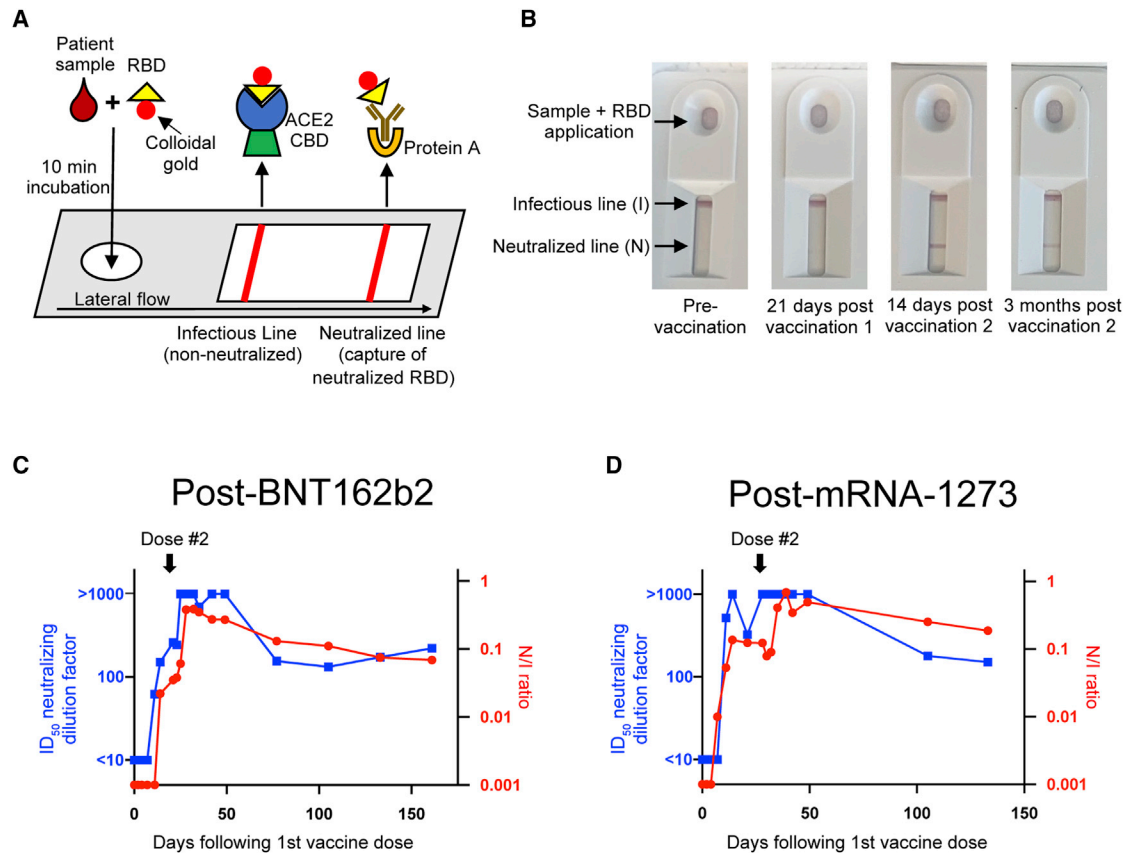 A
Patient
sample
RBD
+
Colloidal
gold
10 min
incubation
ACE2
CBD
Protein A
Lateral flow
Infectious Line
(non-neutralized)
Neutralized line
(capture of
neutralized RBD)
B
Sample + RBD
application
Infectious line (I)
Neutralized line (N)
Pre-
vaccination
21 days post
vaccination 1
14 days post
vaccination 2
3 months post
vaccination 2
C
Post-BNT162b2
Dose #2
ID50 neutralizing
dilution factor
>1000
100
<10
1
0.1
0.01
0.001
N/I ratio
0 50 100 150
Days following 1st vaccine dose
D
Post-mRNA-1273
Dose #2
ID50 neutralizing
dilution factor
>1000
100
<10
1
0.1
0.01
0.001
N/I ratio
0 50 100 150
Days following 1st vaccine dose